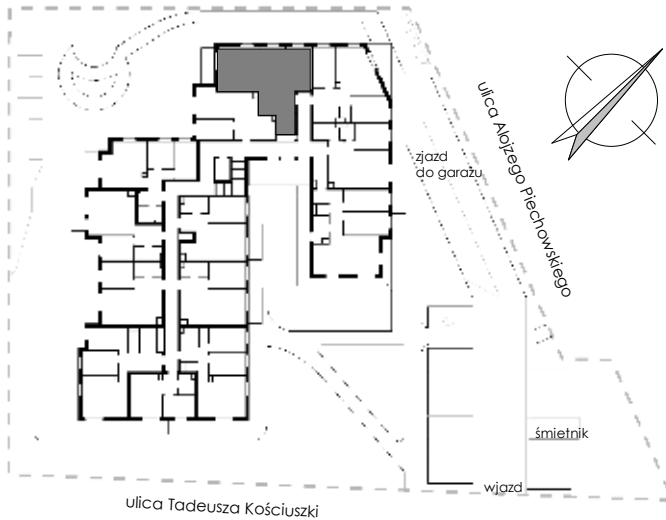 ulica Alojzego Piechowskiego
zjazd
do garażu
śmietnik
wjazd
ulica Tadeusza Kościuszki